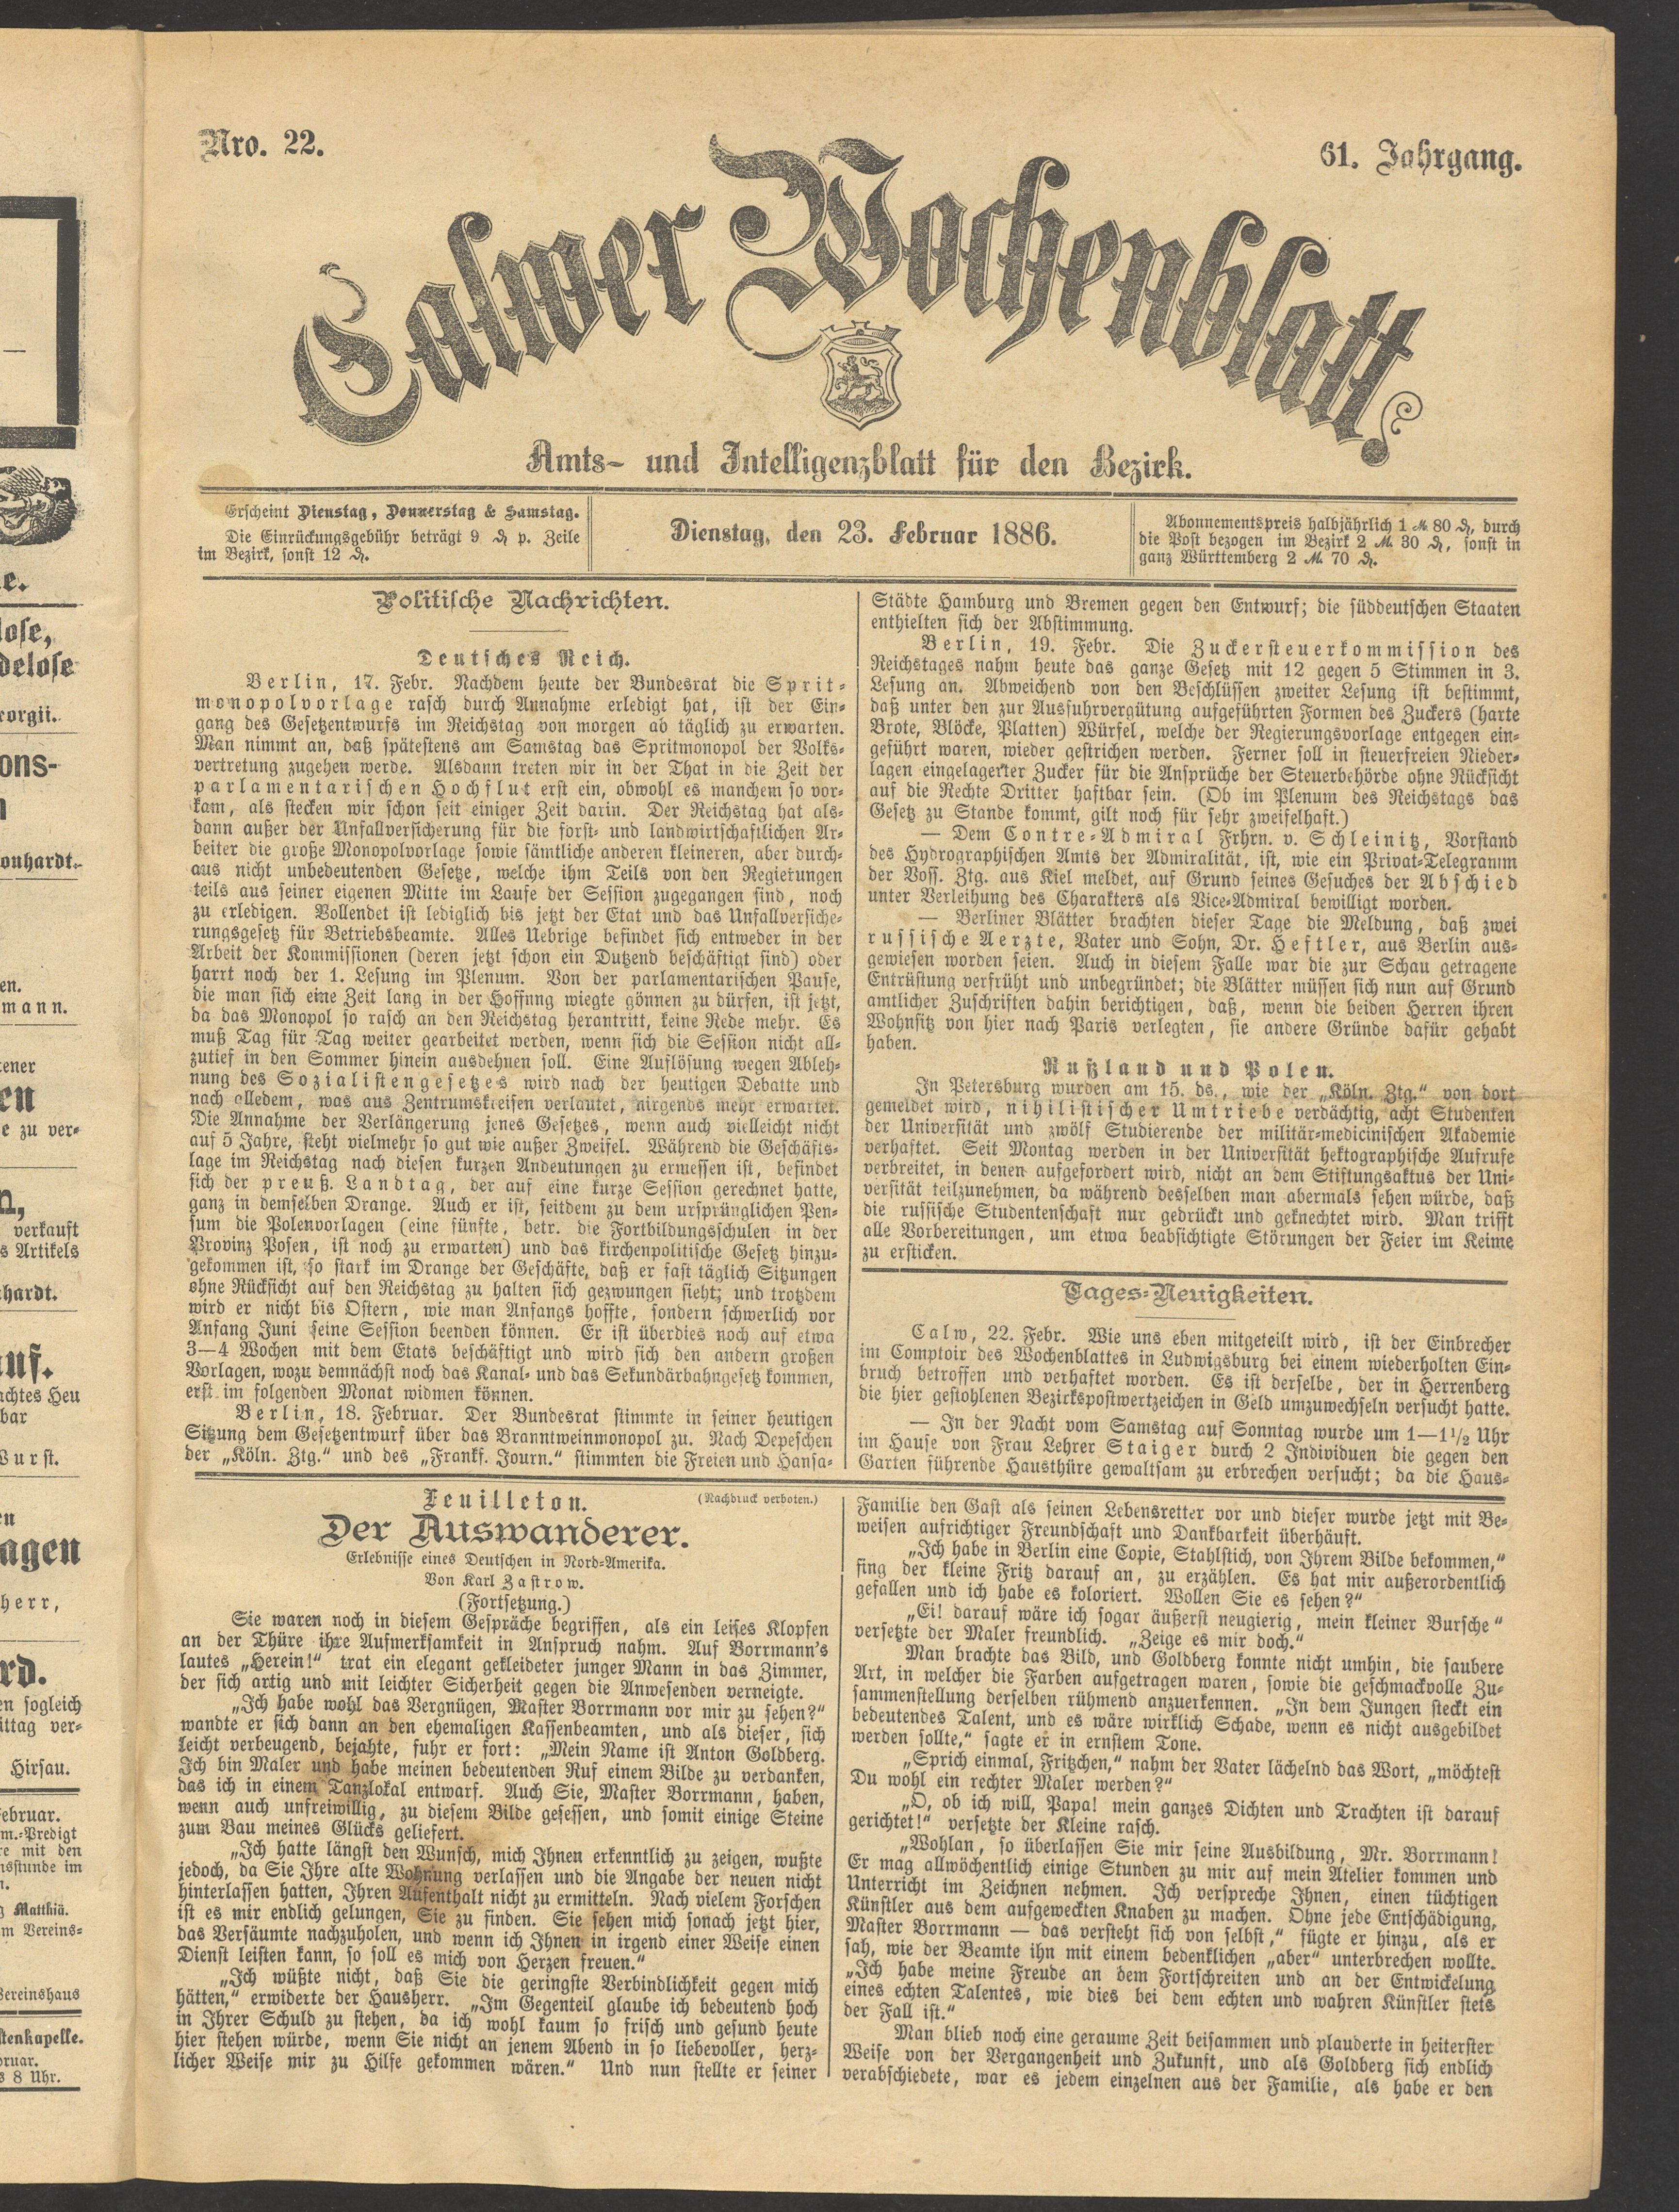 Nro. 22.
61. Jahrgang.
Calwer Wochenblatt
Amts- und Intelligenzblatt für den Bezirk.
Erscheint Dienstag, Donnerstag & Samstag.
Die Einrückungsgebühr beträgt 9 ₰ p. Zeile
im Bezirk, sonst 12 ₰.
Dienstag, den 23. Februar 1886.
Abonnementspreis halbjährlich 1 ℳ 80 ₰, durch
die Post bezogen im Bezirk 2 ℳ 30 ₰, sonst in
ganz Württemberg 2 ℳ 70 ₰.
Politische Nachrichten.
Deutsches Reich.
Berlin, 17. Febr. Nachdem heute der Bundesrat die Sprit-
monopolvorlage rasch durch Annahme erledigt hat, ist der Ein-
gang des Gesetzentwurfs im Reichstag von morgen ab täglich zu erwarten.
Man nimmt an, daß spätestens am Samstag das Spritmonopol der Volks-
vertretung zugehen werde. Alsdann treten wir in der That in die Zeit der
parlamentarischen Hochflut erst ein, obwohl es manchem so vor-
kam, als stecken wir schon seit einiger Zeit darin. Der Reichstag hat als-
dann außer der Unfallversicherung für die forst- und landwirtschaftlichen Ar-
beiter die große Monopolvorlage sowie sämtliche anderen kleineren, aber durch-
aus nicht unbedeutenden Gesetze, welche ihm Teils von den Regierungen
teils aus seiner eigenen Mitte im Laufe der Session zugegangen sind, noch
zu erledigen. Vollendet ist lediglich bis jetzt der Etat und das Unfallversiche-
rungsgesetz für Betriebsbeamte. Alles Uebrige befindet sich entweder in der
Arbeit der Kommissionen (deren jetzt schon ein Dutzend beschäftigt sind) oder
harrt noch der 1. Lesung im Plenum. Von der parlamentarischen Pause,
die man sich eine Zeit lang in der Hoffnng wiegte gönnen zu dürfen, ist jetzt,
da das Monopol so rasch an den Reichstag herantritt, keine Rede mehr. Es
muß Tag für Tag weiter gearbeitet werden, wenn sich die Session nicht all-
zutief in den Sommer hinein ausdehnen soll. Eine Auflösung wegen Ableh-
nung des Sozialistengesetzes wird nach der heutigen Debatte und
nach alledem, was aus Zentrumskreisen verlautet, nirgends mehr erwartet.
Die Annahme der Verlängerung jenes Gesetzes, wenn auch vielleicht nicht
auf 5 Jahre, steht vielmehr so gut wie außer Zweifel. Während die Geschäfts-
lage im Reichstag nach diesen kurzen Andeutungen zu ermessen ist, befindet
sich der preuß. Landtag, der auf eine kurze Session gerechnet hatte,
ganz in demselben Drange. Auch er ist, seitdem zu dem ursprünglichen Pen-
sum die Polenvorlagen (eine fünfte, betr. die Fortbildungsschulen in der
Provinz Posen, ist noch zu erwarten) und das kirchenpolitische Gesetz hinzu-
gekommen ist, so stark im Drange der Geschäfte, daß er fast täglich Sitzungen
ohne Rücksicht auf den Reichstag zu halten sich gezwungen sieht; und trotzdem
wird er nicht bis Ostern, wie man Anfangs hoffte, sondern schwerlich vor
Anfang Juni seine Session beenden können. Er ist überdies noch auf etwa
3—4 Wochen mit dem Etats beschäftigt und wird sich den andern großen
Vorlagen, wozu demnächst noch das Kanal- und das Sekundärbahngesetz kommen,
erst im folgenden Monat widmen können.
Berlin, 18. Februar. Der Bundesrat stimmte in seiner heutigen
Sitzung dem Gesetzentwurf über das Branntweinmonopol zu. Nach Depeschen
der „Köln. Ztg.“ und des „Frankf. Journ.“ stimmten die Freien und Hansa-
Städte Hamburg und Bremen gegen den Entwurf; die süddeutschen Staaten
enthielten sich der Abstimmung.
Berlin, 19. Febr. Die Zuckersteuerkommission des
Reichstages nahm heute das ganze Gesetz mit 12 gegen 5 Stimmen in 3.
Lesung an. Abweichend von den Beschlüssen zweiter Lesung ist bestimmt,
daß unter den zur Ausfuhrvergütung aufgeführten Formen des Zuckers (harte
Brote, Blöcke, Platten) Würfel, welche der Regierungsvorlage entgegen ein-
geführt waren, wieder gestrichen werden. Ferner soll in steuerfreien Nieder-
lagen eingelagerter Zucker für die Ansprüche der Steuerbehörde ohne Rücksicht
auf die Rechte Dritter haftbar sein. (Ob im Plenum des Reichstags das
Gesetz zu Stande kommt, gilt noch für sehr zweifelhaft.)
— Dem Contre-Admiral Frhrn. v. Schleinitz, Vorstand
des Hydrographischen Amts der Admiralität, ist, wie ein Privat-Telegramm
der Voss. Ztg. aus Kiel meldet, auf Grund seines Gesuches der Abschied
unter Verleihung des Charakters als Vice-Admiral bewilligt worden.
— Berliner Blätter brachten dieser Tage die Meldung, daß zwei
russische Aerzte, Vater und Sohn, Dr. Heftler, aus Berlin aus-
gewiesen worden seien. Auch in diesem Falle war die zur Schau getragene
Entrüstung verfrüht und unbegründet; die Blätter müssen sich nun auf Grund
amtlicher Zuschriften dahin berichtigen, daß, wenn die beiden Herren ihren
Wohnsitz von hier nach Paris verlegten, sie andere Gründe dafür gehabt
haben.
Rußland und Polen.
In Petersburg wurden am 15. ds., wie der „Köln. Ztg.“ von dort
gemeldet wird, nihilistischer Umtriebe verdächtig, acht Studenten
der Universität und zwölf Studierende der militär-medicinischen Akademie
verhaftet. Seit Montag werden in der Universität hektographische Aufrufe
verbreitet, in denen aufgefordert wird, nicht an dem Stiftungsaktus der Uni-
versität teilzunehmen, da während desselben man abermals sehen würde, daß
die russische Studentenschaft nur gedrückt und geknechtet wird. Man trifft
alle Vorbereitungen, um etwa beabsichtigte Störungen der Feier im Keime
zu ersticken.
Tages-Neuigkeiten.
Calw, 22. Febr. Wie uns eben mitgeteilt wird, ist der Einbrecher
im Comptoir des Wochenblattes in Ludwigsburg bei einem wiederholten Ein-
bruch betroffen und verhaftet worden. Es ist derselbe, der in Herrenberg
die hier gestohlenen Bezirkspostwertzeichen in Geld umzuwechseln versucht hatte.
— In der Nacht vom Samstag auf Sonntag wurde um 1—1½ Uhr
im Hause von Frau Lehrer Staiger durch 2 Individuen die gegen den
Garten führende Hausthüre gewaltsam zu erbrechen versucht; da die Haus-
Feuilleton.
(Nachdruck verboten.)
Der Auswanderer.
Erlebnisse eines Deutschen in Nord-Amerika.
Von Karl Zastrow.
(Fortsetzung.)
Sie waren noch in diesem Gespräche begriffen, als ein leises Klopfen
an der Thüre ihre Aufmerksamkeit in Anspruch nahm. Auf Borrmann's
lautes „Herein!“ trat ein elegant gekleideter junger Mann in das Zimmer,
der sich artig und mit leichter Sicherheit gegen die Anwesenden verneigte.
„Ich habe wohl das Vergnügen, Master Borrmann vor mir zu sehen?“
wandte er sich dann an den ehemaligen Kassenbeamten, und als dieser, sich
leicht verbeugend, bejahte, fuhr er fort: „Mein Name ist Anton Goldberg.
Ich bin Maler und habe meinen bedeutenden Ruf einem Bilde zu verdanken,
das ich in einem Tanzlokal entwarf. Auch Sie, Master Borrmann, haben,
wenn auch unfreiwillig, zu diesem Bilde gesessen, und somit einige Steine
zum Bau meines Glücks geliefert.
„Ich hatte längst den Wunsch, mich Ihnen erkenntlich zu zeigen, wußte
jedoch, da Sie Ihre alte Wohnung verlassen und die Angabe der neuen nicht
hinterlassen hatten, Ihren Aufenthalt nicht zu ermitteln. Nach vielem Forschen
ist es mir endlich gelungen, Sie zu finden. Sie sehen mich sonach jetzt hier,
das Versäumte nachzuholen, und wenn ich Ihnen in irgend einer Weise einen
Dienst leisten kann, so soll es mich von Herzen freuen.“
„Ich wüßte nicht, daß Sie die geringste Verbindlichkeit gegen mich
hätten,“ erwiderte der Hausherr. „Im Gegenteil glaube ich bedeutend hoch
in Ihrer Schuld zu stehen, da ich wohl kaum so frisch und gesund heute
hier stehen würde, wenn Sie nicht an jenem Abend in so liebevoller, herz-
licher Weise mir zu Hilfe gekommen wären.“ Und nun stellte er seiner
Familie den Gast als seinen Lebensretter vor und dieser wurde jetzt mit Be-
weisen aufrichtiger Freundschaft und Dankbarkeit überhäuft.
„Ich habe in Berlin eine Copie, Stahlstich, von Ihrem Bilde bekommen,“
fing der kleine Fritz darauf an, zu erzählen. Es hat mir außerordentlich
gefallen und ich habe es koloriert. Wollen Sie es sehen?“
„Ei! darauf wäre ich sogar äußerst neugierig, mein kleiner Bursche“
versetzte der Maler freundlich. „Zeige es mir doch.“
Man brachte das Bild, und Goldberg konnte nicht umhin, die saubere
Art, in welcher die Farben aufgetragen waren, sowie die geschmackvolle Zu-
sammenstellung derselben rühmend anzuerkennen. „In dem Jungen steckt ein
bedeutendes Talent, und es wäre wirklich Schade, wenn es nicht ausgebildet
werden sollte,“ sagte er in ernstem Tone.
„Sprich einmal, Fritzchen,“ nahm der Vater lächelnd das Wort, „möchtest
Du wohl ein rechter Maler werden?“
„O, ob ich will, Papa! mein ganzes Dichten und Trachten ist darauf
gerichtet!“ versetzte der Kleine rasch.
„Wohlan, so überlassen Sie mir seine Ausbildung, Mr. Borrmann!
Er mag allwöchentlich einige Stunden zu mir auf mein Atelier kommen und
Unterricht im Zeichnen nehmen. Ich verspreche Ihnen, einen tüchtigen
Künstler aus dem aufgeweckten Knaben zu machen. Ohne jede Entschädigung,
Master Borrmann — das versteht sich von selbst,“ fügte er hinzu, als er
sah, wie der Beamte ihn mit einem bedenklichen „aber“ unterbrechen wollte.
„Ich habe meine Freude an dem Fortschreiten und an der Entwickelung
eines echten Talentes, wie dies bei dem echten und wahren Künstler stets
der Fall ist.“
Man blieb noch eine geraume Zeit beisammen und plauderte in heiterster
Weise von der Vergangenheit und Zukunft, und als Goldberg sich endlich
verabschiedete, war es jedem einzelnen aus der Familie, als habe er den